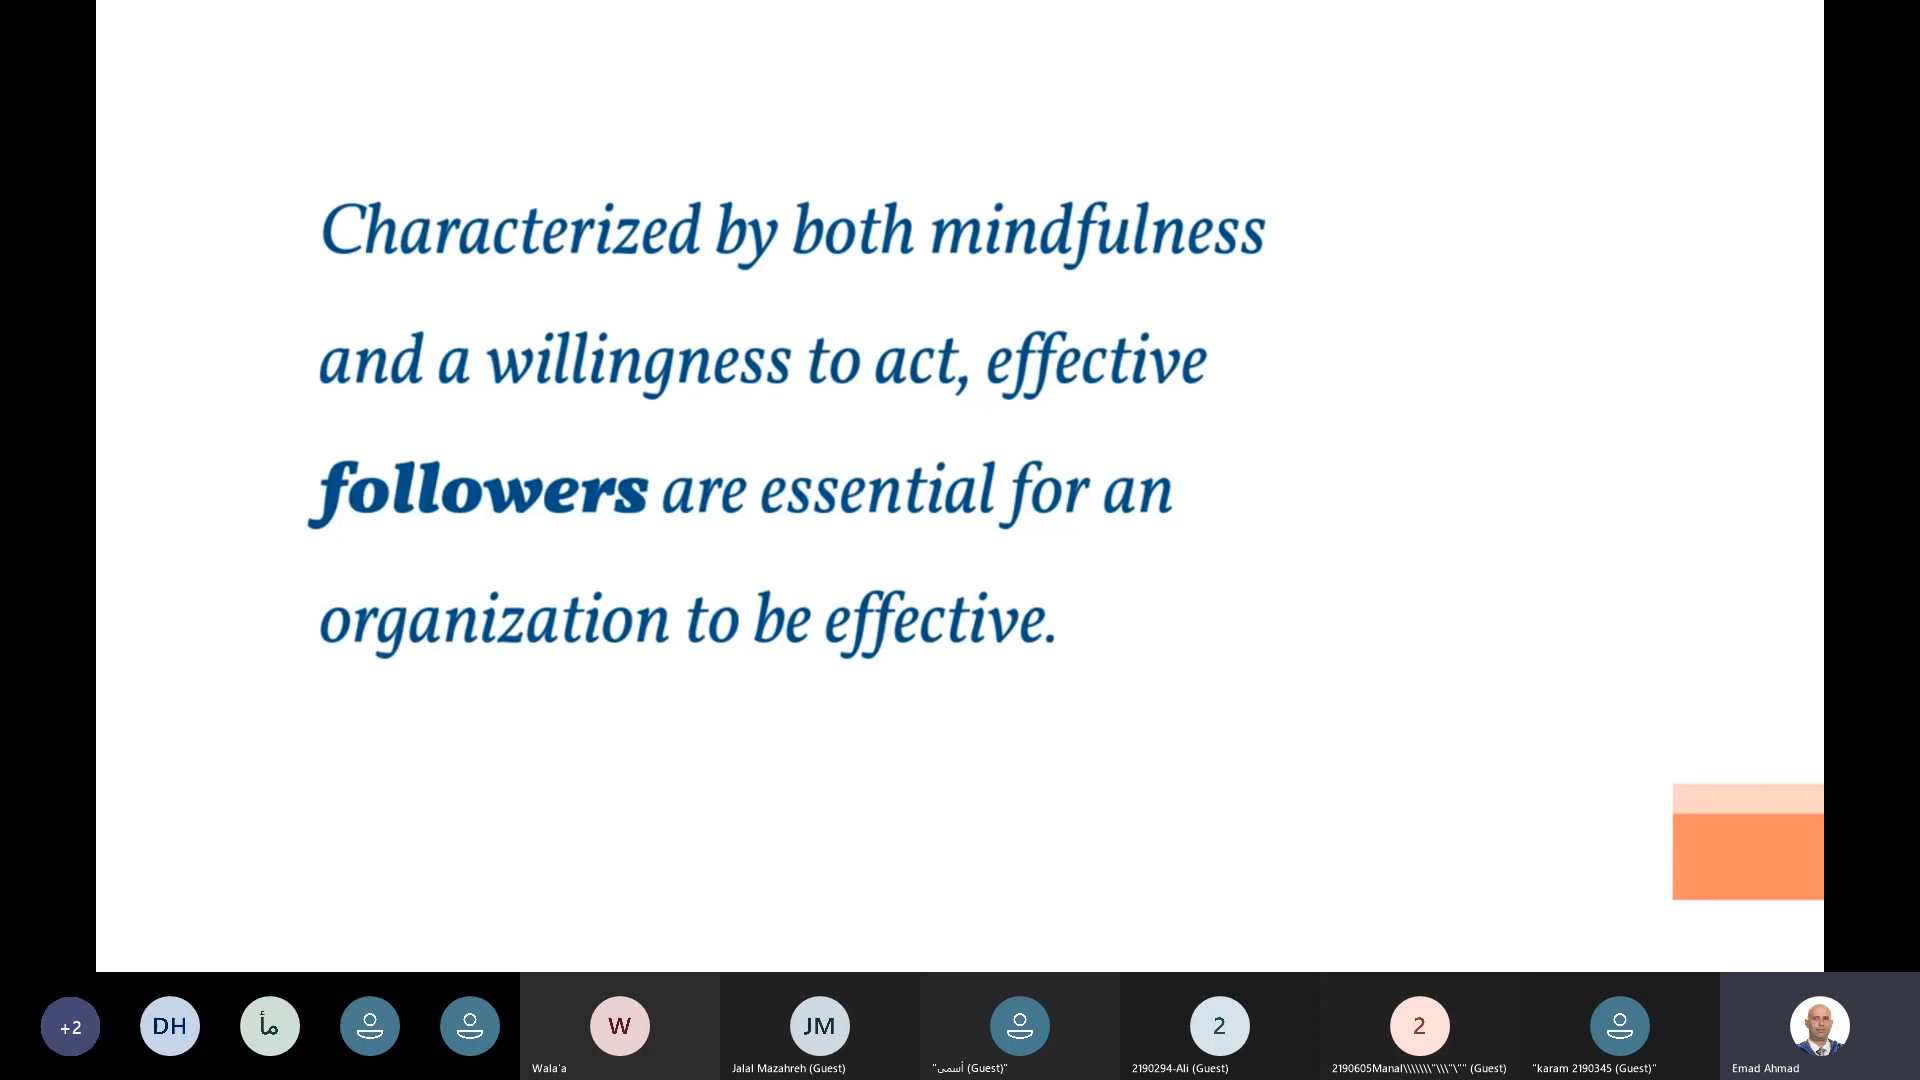 Characterized by both mindfulness
and a willingness to act, effective
followers are essential for an
organization to be effective.
+2
DH
مأ
W
JM
2
2
Wala'a
Jalal Mazahreh (Guest)
"أسمى (Guest)"
2190294-Ali (Guest)
2190605Manal\\\\\\\"\\\"\"" (Guest)
"karam 2190345 (Guest)"
Emad Ahmad